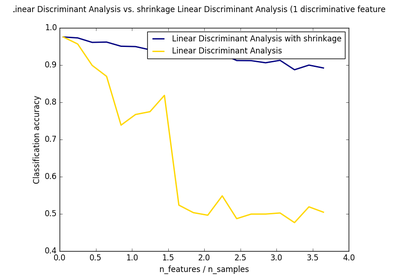 .inear Discriminant Analysis vs. shrinkage Linear Discriminant Analysis (1 discriminative feature
1.0
0.9
0.8
0.7
0.6
0.5
0.4
Classification accuracy
Linear Discriminant Analysis with shrinkage
Linear Discriminant Analysis
0.0 0.5 1.0 1.5 2.0 2.5 3.0 3.5 4.0
n_features / n_samples